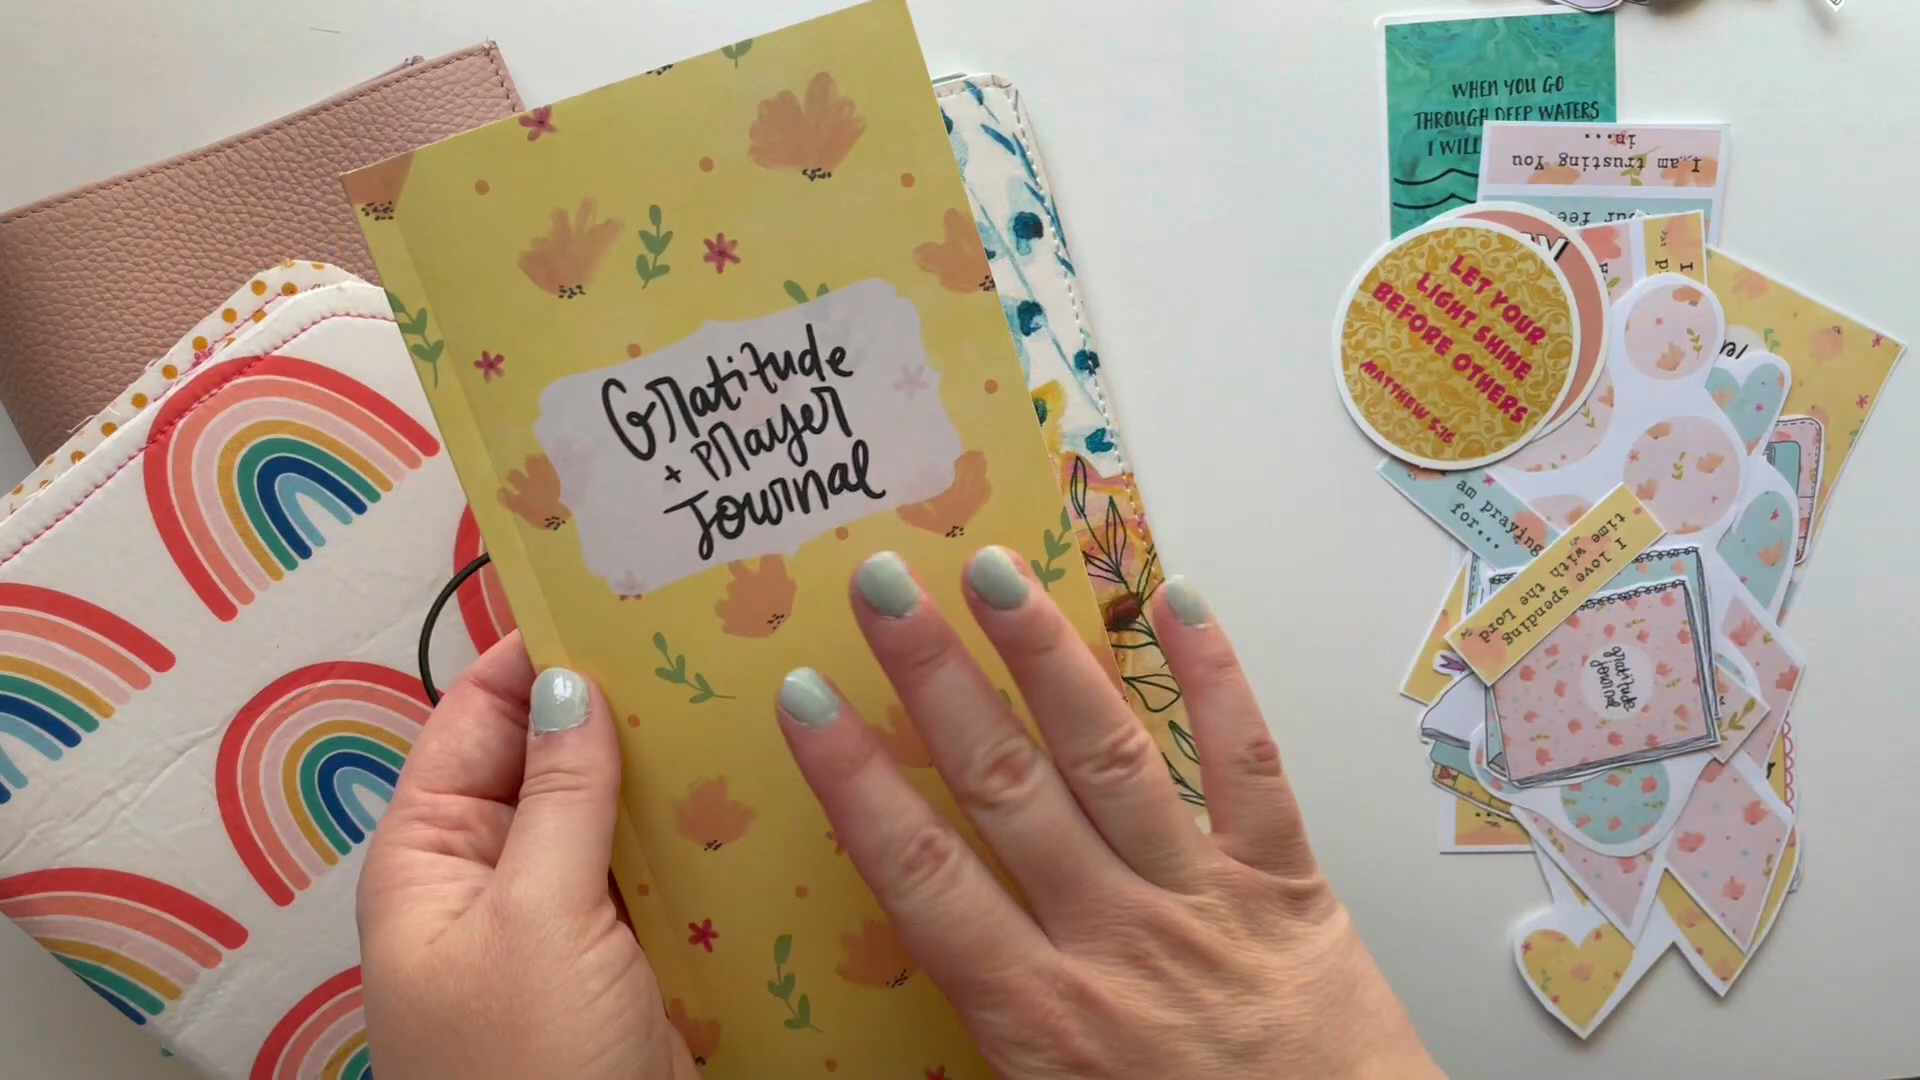 Gratitude
+ Prayer
Journal
WHEN YOU GO
THROUGH DEEP WATERS
I WILL
I am trusting You
in...
LET YOUR
LIGHT SHINE
BEFORE OTHERS
MATTHEW 5:16
am praying
for...
I love spending
time with the Lord
gratitude
journal